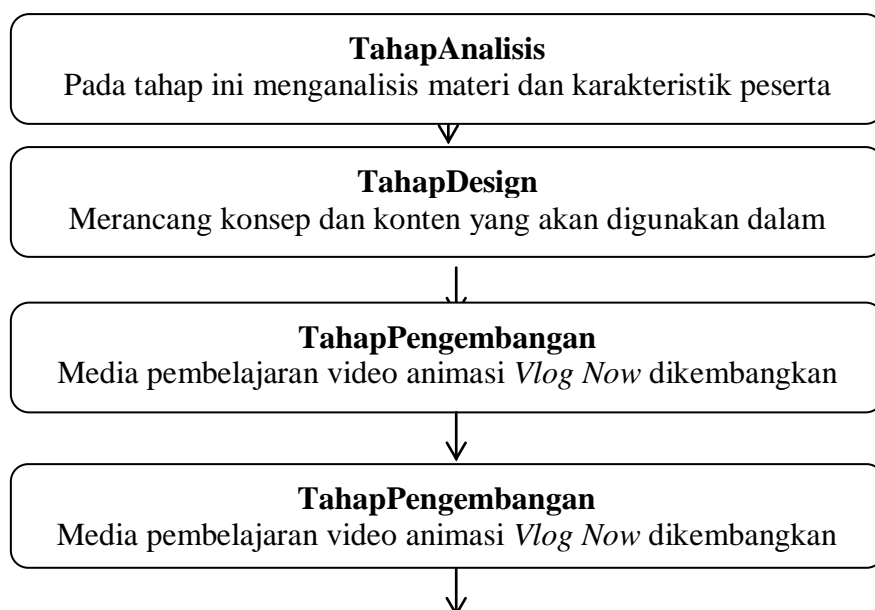 TahapAnalisis
Pada tahap ini menganalisis materi dan karakteristik peserta
TahapDesign
Merancang konsep dan konten yang akan digunakan dalam
TahapPengembangan
Media pembelajaran video animasi Vlog Now dikembangkan
TahapPengembangan
Media pembelajaran video animasi Vlog Now dikembangkan